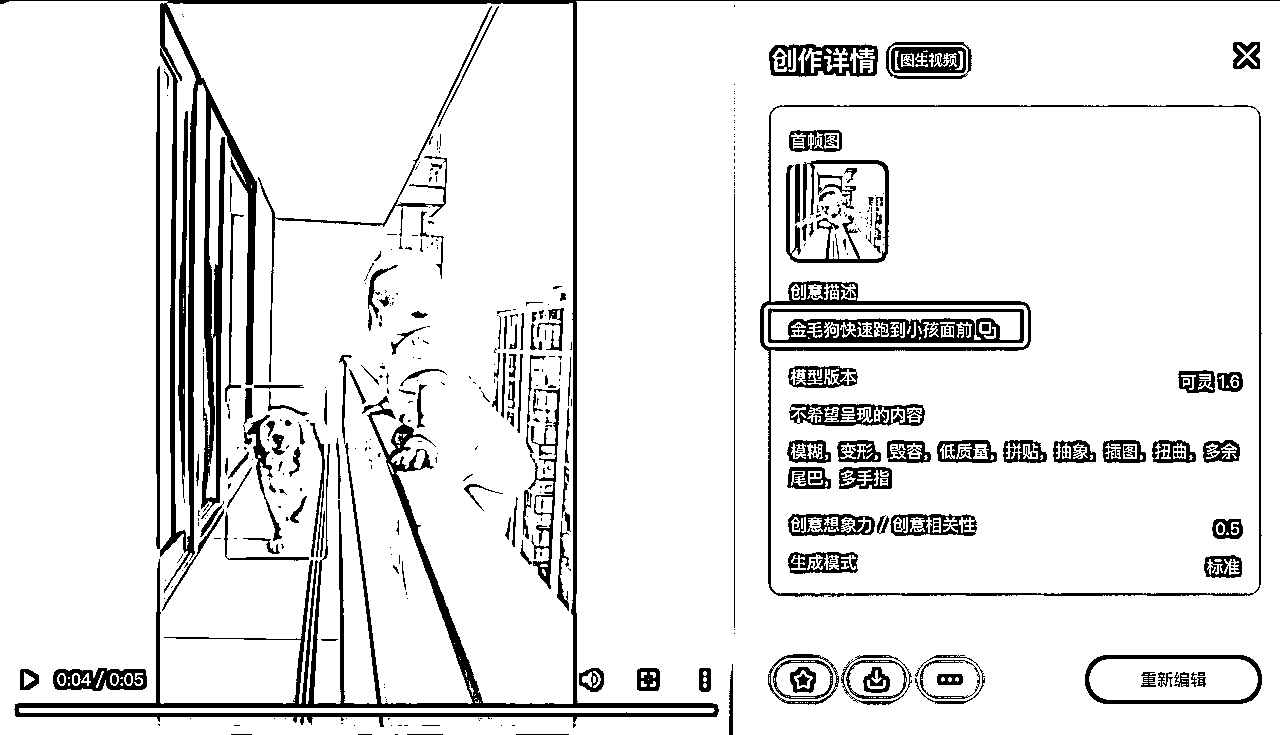 创作详情 【图生视频】
首帧图
创意描述
金毛狗快速跑到小孩面前
模型版本 可灵 1.6
不希望呈现的内容
模糊，变形，毁容，低质量，拼贴，抽象，插图，扭曲，多余
尾巴，多手指
创意想象力 / 创意相关性 0.5
生成模式 标准
0:04 / 0:05
重新编辑